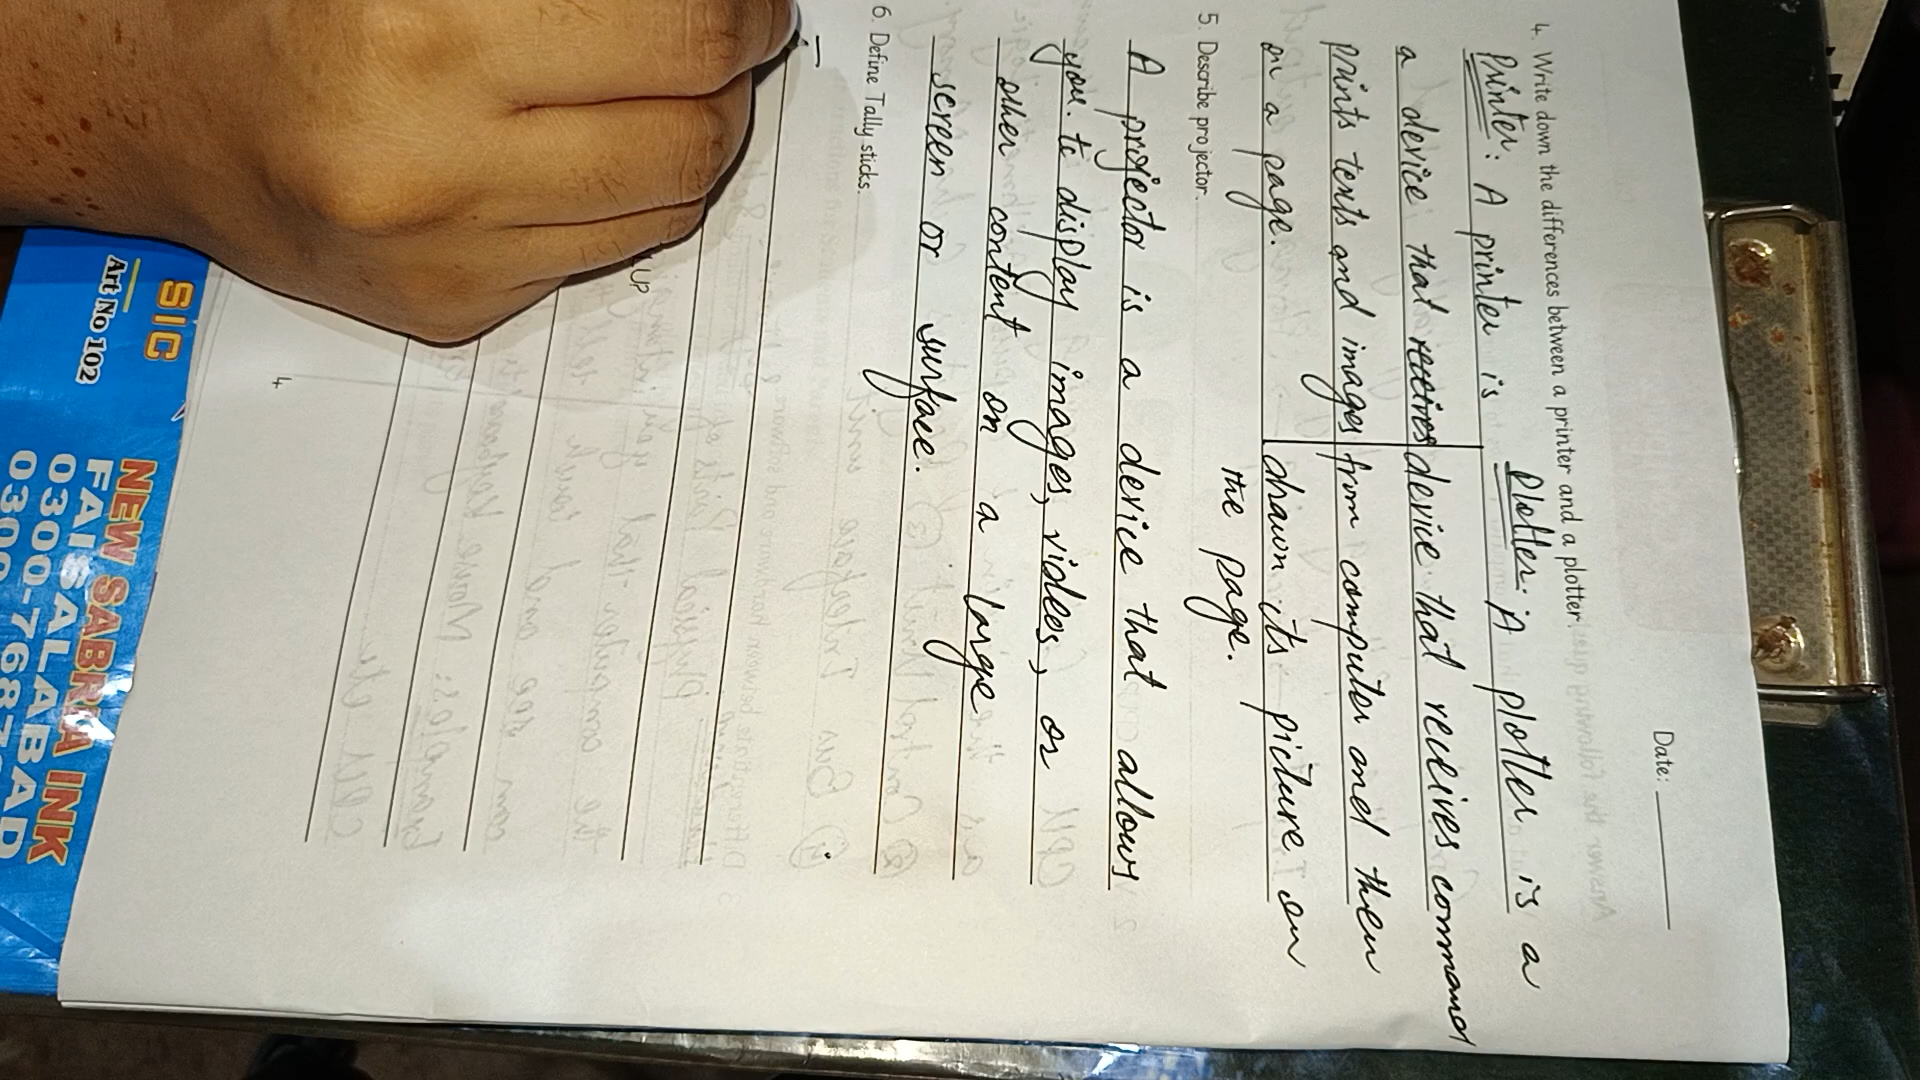 Date:
4. Write down the differences between a printer and a plotter.
Printer: A printer is
a device that receives
prints texts and images
on a page.
Plotter: A plotter is a
device that receives command
from computer and then
drawn its picture on
the page.
5. Describe projector.
A projector is a device that allows
you to display images, videos, or
other content on a large
screen or surface.
6. Define Tally sticks.
4
SIC
Art No 102
NEW SABRIA INK
FAISALABAD
0300-7687